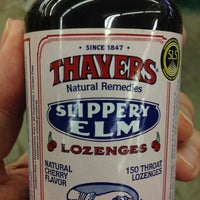 • SINCE 1847 •
THAYERS
Natural Remedies
SLIPPERY
ELM
LOZENGES
NATURAL
CHERRY
FLAVOR
150 THROAT
LOZENGES